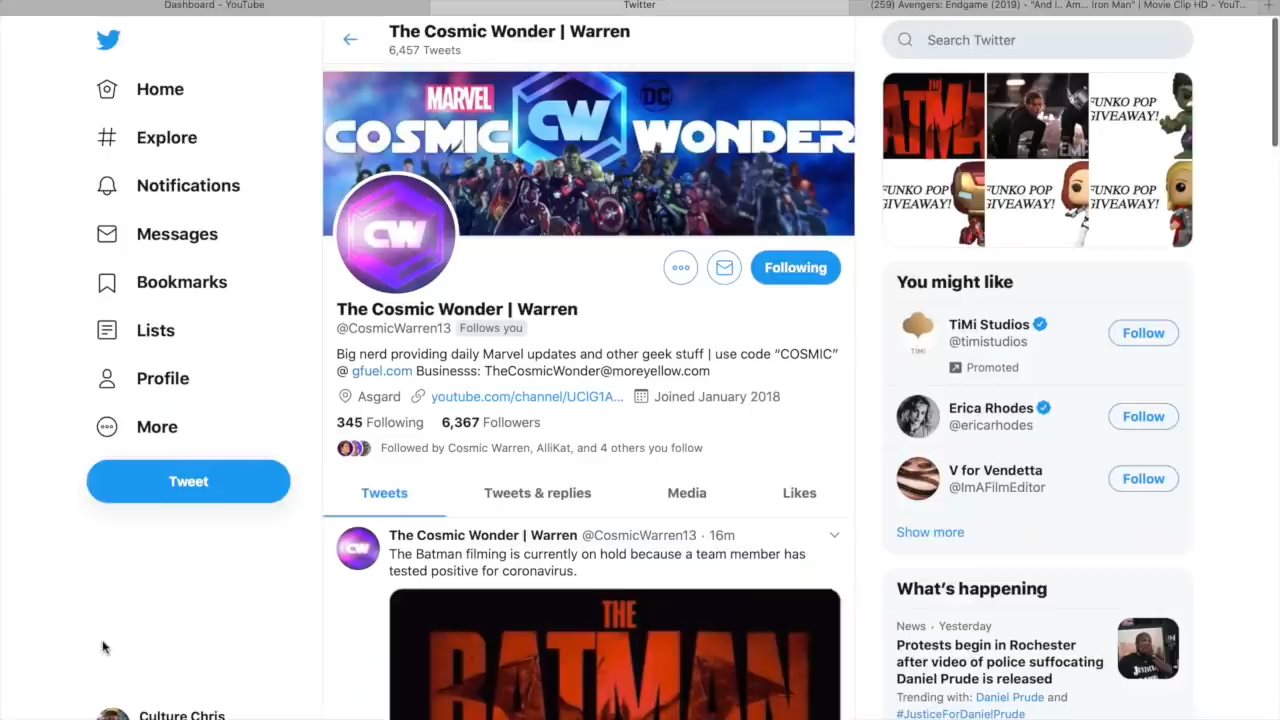 Dashboard - YouTube
Twitter
(259) Avengers: Endgame (2019) - "And I.. Am... Iron Man" | Movie Clip HD - YouT...
Home
Explore
Notifications
Messages
Bookmarks
Lists
Profile
More
Tweet
Culture Chris
The Cosmic Wonder | Warren
6,457 Tweets
MARVEL
DC
COSMIC CW WONDER
CW
Following
The Cosmic Wonder | Warren
@CosmicWarren13 Follows you
Big nerd providing daily Marvel updates and other geek stuff | use code “COSMIC”
@ gfuel.com Businesss: TheCosmicWonder@moreyellow.com
Asgard youtube.com/channel/UClG1A... Joined January 2018
345 Following 6,367 Followers
Followed by Cosmic Warren, AlliKat, and 4 others you follow
Tweets Tweets & replies Media Likes
The Cosmic Wonder | Warren @CosmicWarren13 · 16m
The Batman filming is currently on hold because a team member has
tested positive for coronavirus.
THE
BATMAN
Search Twitter
FUNKO POP
GIVEAWAY!
FUNKO POP
GIVEAWAY!
FUNKO POP
GIVEAWAY!
FUNKO POP
GIVEAWAY!
You might like
TiMi Studios
@timistudios
Promoted
Follow
TiMi
Erica Rhodes
@ericarhodes
Follow
V for Vendetta
@ImAFilmEditor
Follow
Show more
What’s happening
News · Yesterday
Protests begin in Rochester
after video of police suffocating
Daniel Prude is released
Trending with: Daniel Prude and
#JusticeForDanielPrude